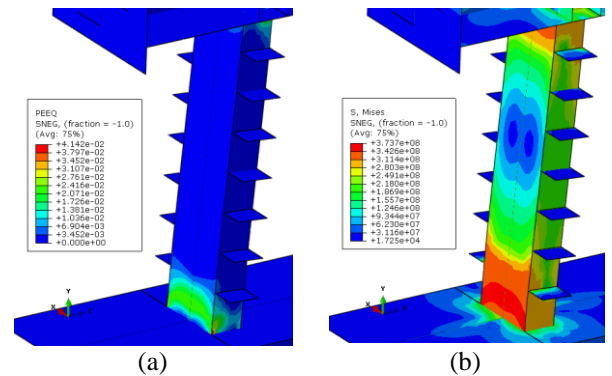 PEEQ
SNEG, (fraction = -1.0)
(Avg: 75%)
+4.142e-02
+3.797e-02
+3.452e-02
+3.107e-02
+2.761e-02
+2.416e-02
+2.071e-02
+1.726e-02
+1.381e-02
+1.036e-02
+6.904e-03
+3.452e-03
+0.000e+00
Y
X
Z
(a)
S, Mises
SNEG, (fraction = -1.0)
(Avg: 75%)
+3.737e+08
+3.426e+08
+3.114e+08
+2.803e+08
+2.491e+08
+2.180e+08
+1.869e+08
+1.557e+08
+1.246e+08
+9.344e+07
+6.230e+07
+3.116e+07
+1.725e+04
Y
X
Z
(b)